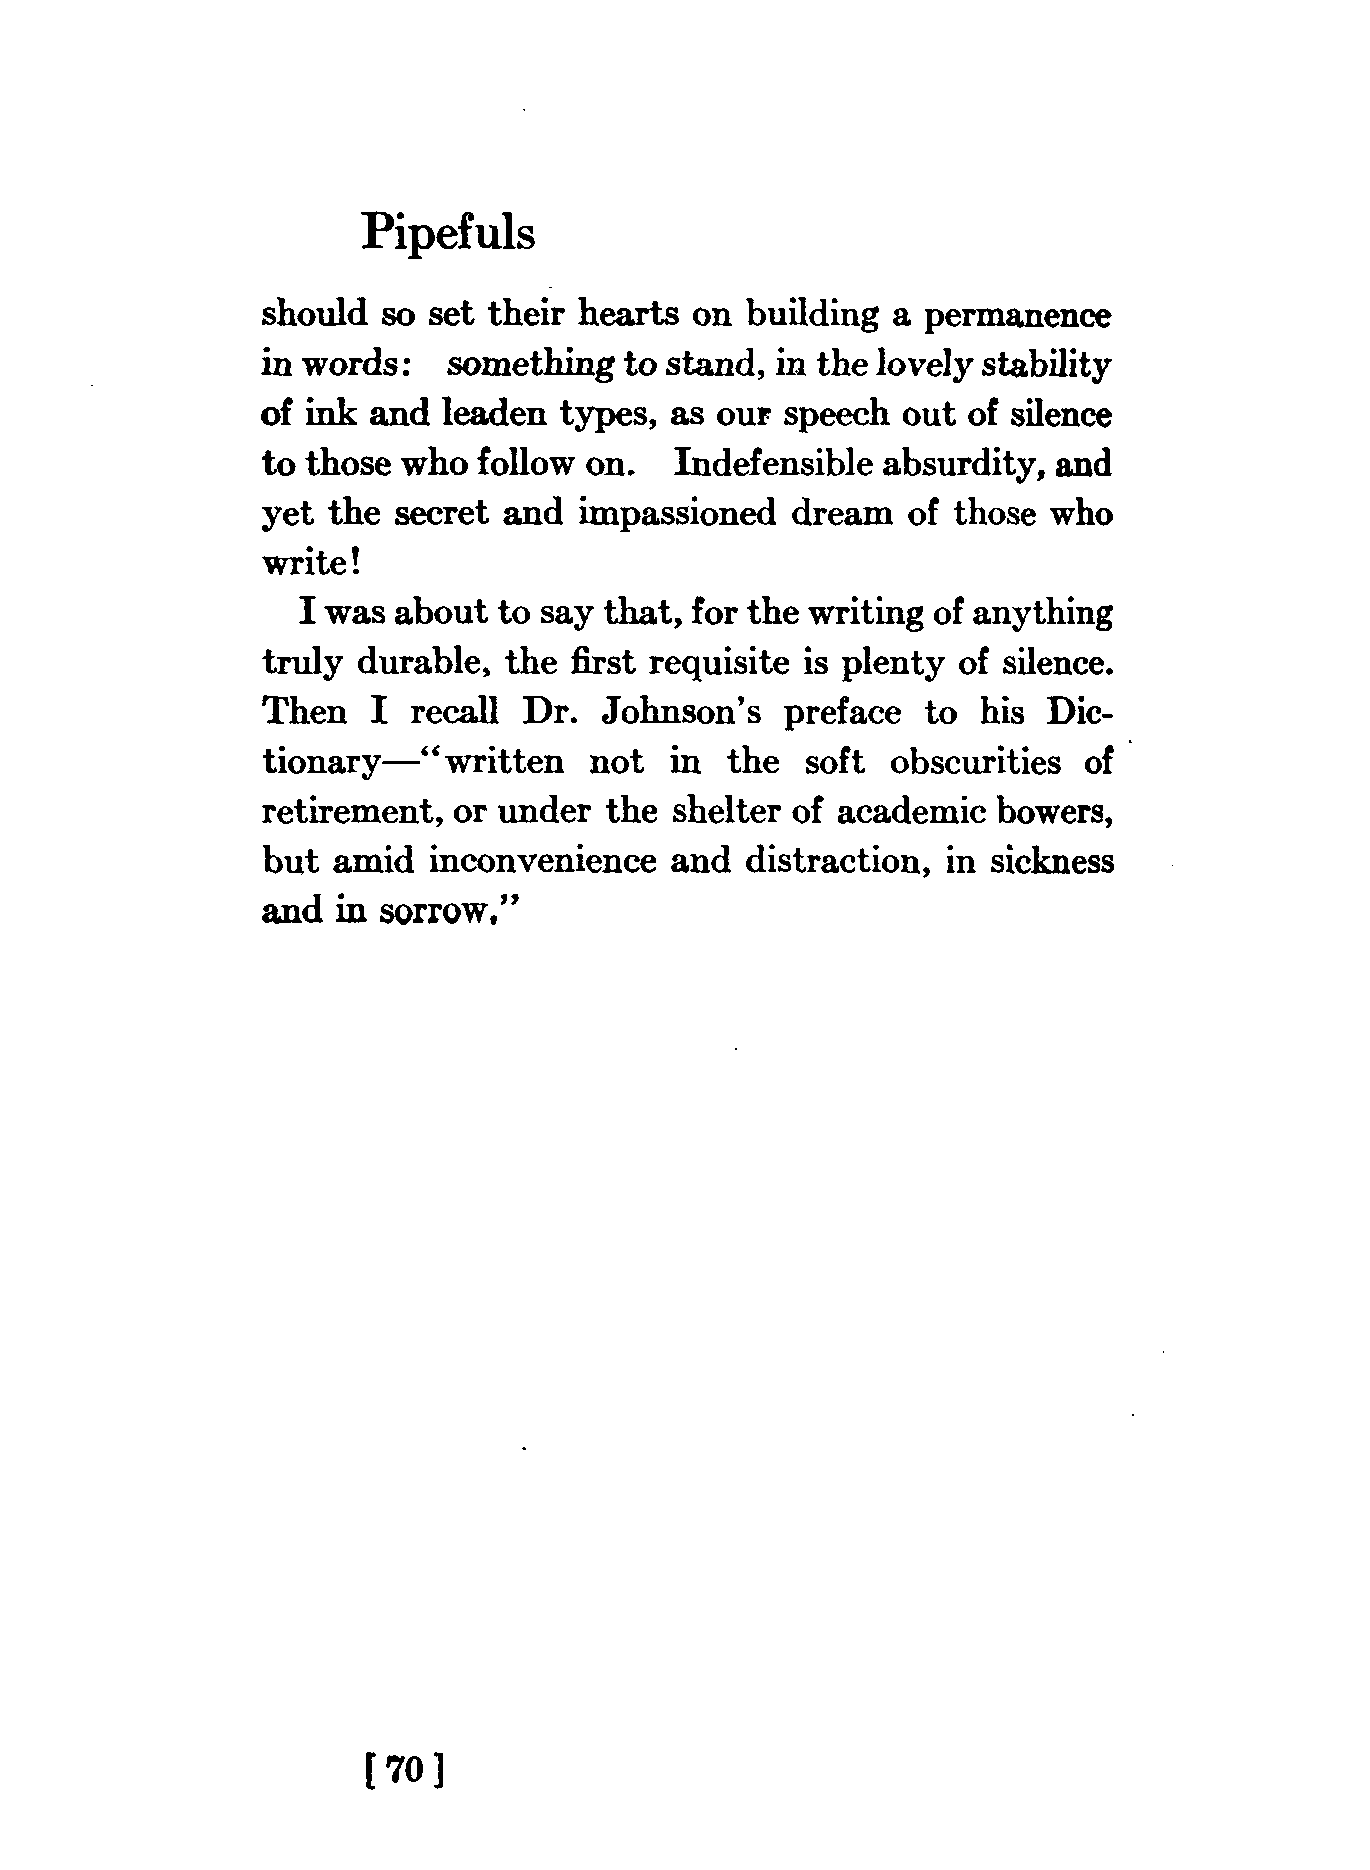 Pipefuls
should so set their hearts on building a permanence
in words: something to stand, in the lovely stability
of ink and leaden types, as our speech out of silence
to those who follow on. Indefensible absurdity, and
yet the secret and impassioned dream of those who
write!
I was about to say that, for the writing of anything
truly durable, the first requisite is plenty of silence.
Then I recall Dr. Johnson's preface to his Dic-
tionary—“written not in the soft obscurities of
retirement, or under the shelter of academic bowers,
but amid inconvenience and distraction, in sickness
and in sorrow.”
[ 70 ]